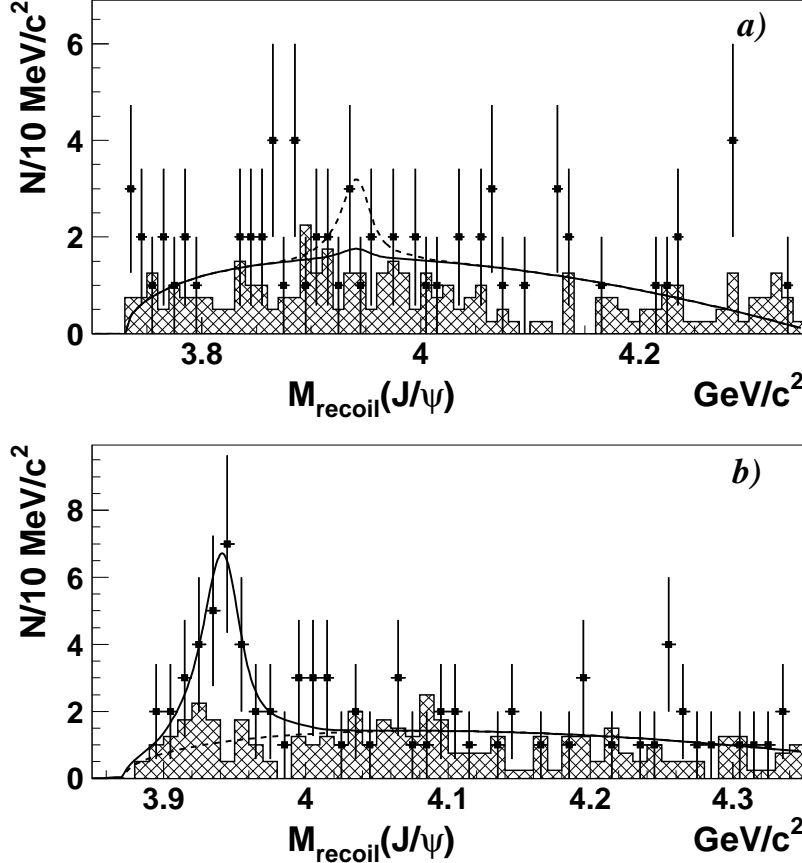 a)
N/10 MeV/c²
6
4
2
0
3.8
4
4.2
M_recoil(J/ψ)
GeV/c²
b)
N/10 MeV/c²
8
6
4
2
0
3.9
4
4.1
4.2
4.3
M_recoil(J/ψ)
GeV/c²